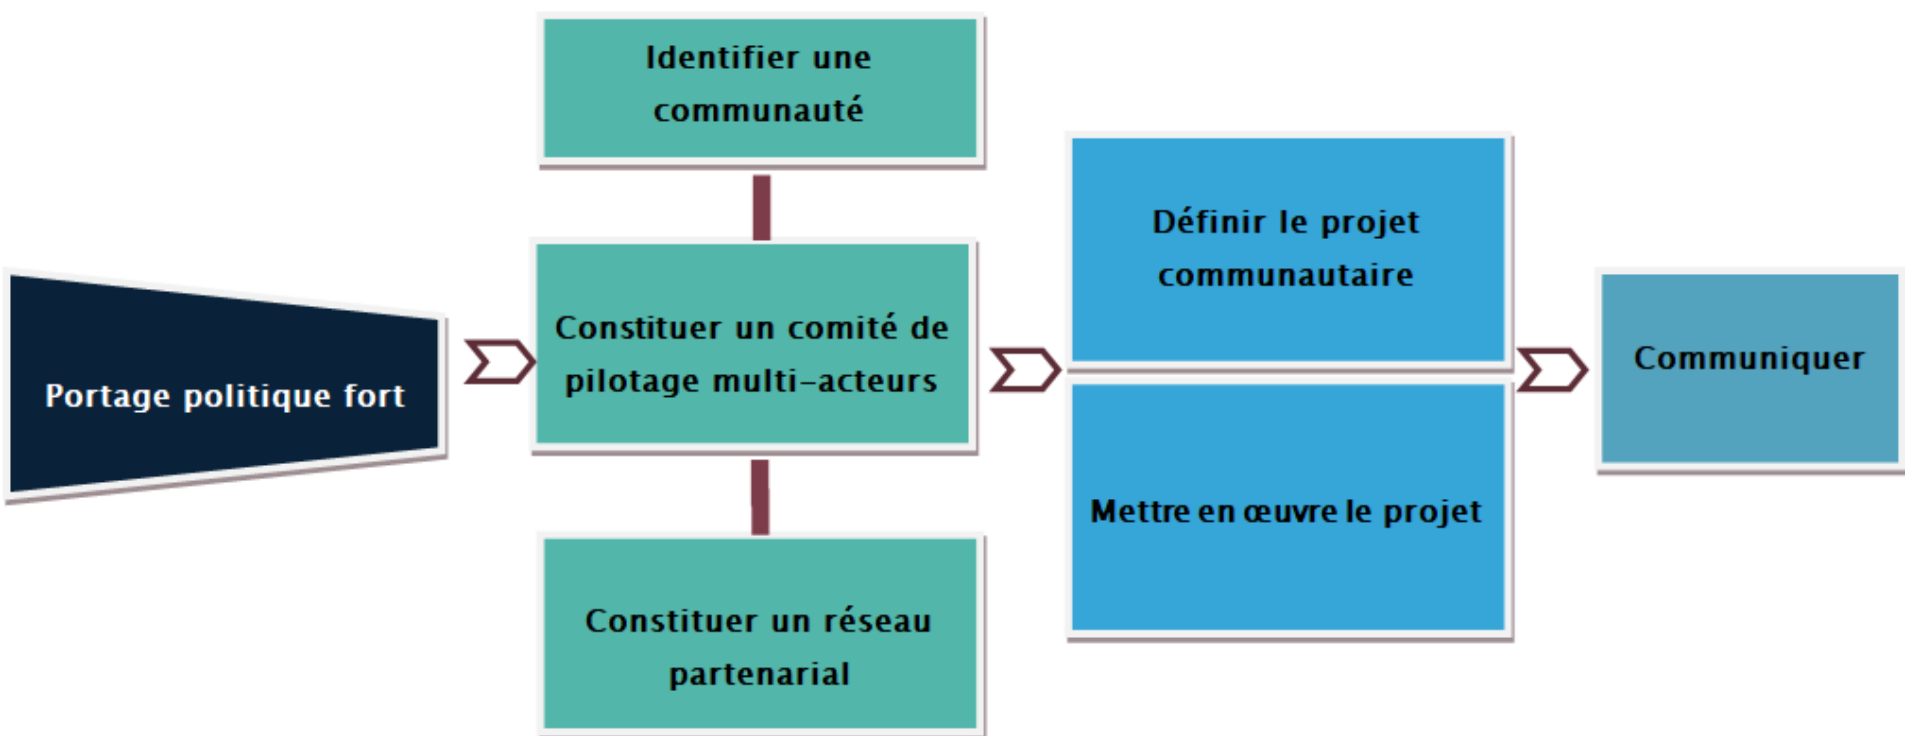 Portage politique fort
Identifier une
communauté
Constituer un comité de
pilotage multi-acteurs
Constituer un réseau
partenarial
Définir le projet
communautaire
Mettre en œuvre le projet
Communiquer